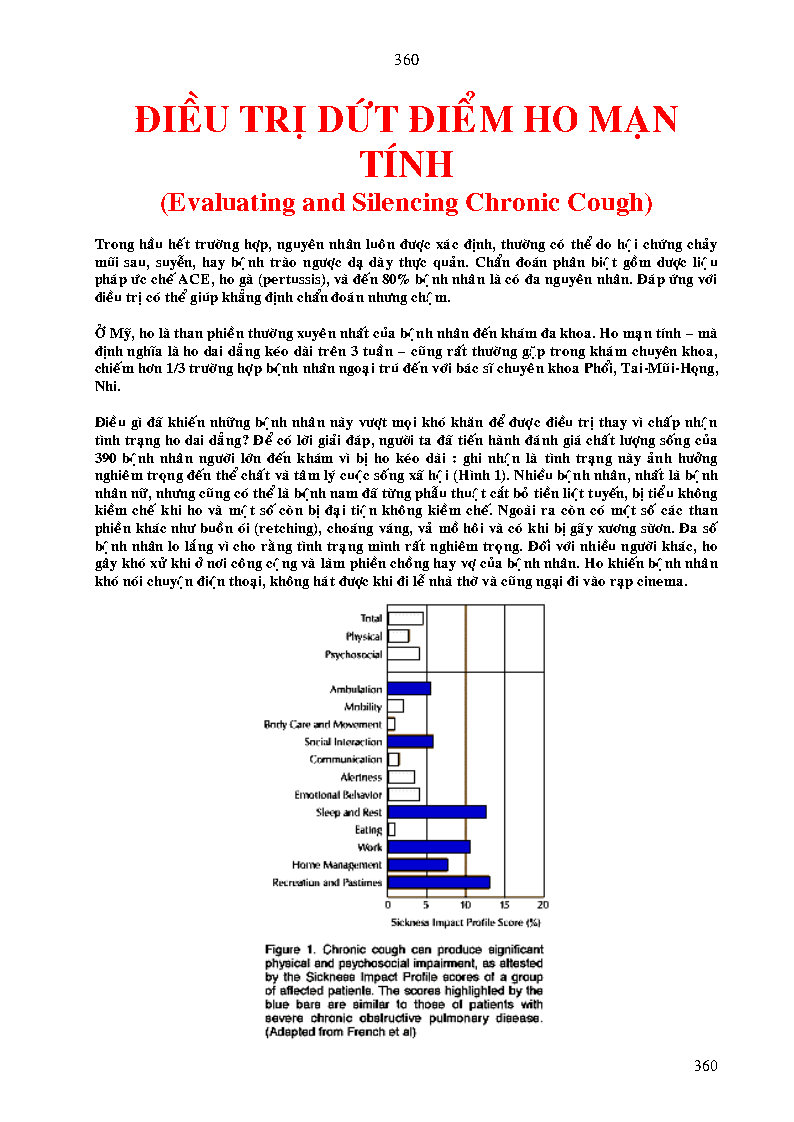 360
ĐIỀU TRỊ DỨT ĐIỂM HO MẠN
TÍNH
(Evaluating and Silencing Chronic Cough)
Trong hầu hết trường hợp, nguyên nhân luôn được xác định, thường có thể do hội chứng chảy
mũi sau, suyễn, hay bệnh trào ngược dạ dày thực quản. Chẩn đoán phân biệt gồm dược liệu
pháp ức chế ACE, ho gà (pertussis), và đến 80% bệnh nhân là có đa nguyên nhân. Đáp ứng với
điều trị có thể giúp khẳng định chẩn đoán nhưng chậm.
Ở Mỹ, ho là than phiền thường xuyên nhất của bệnh nhân đến khám đa khoa. Ho mạn tính – mà
định nghĩa là ho dai dẳng kéo dài trên 3 tuần – cũng rất thường gặp trong khám chuyên khoa,
chiếm hơn 1/3 trường hợp bệnh nhân ngoại trú đến với bác sĩ chuyên khoa Phổi, Tai-Mũi-Họng,
Nhi.
Điều gì đã khiến những bệnh nhân này vượt mọi khó khăn để được điều trị thay vì chấp nhận
tình trạng ho dai dẳng? Để có lời giải đáp, người ta đã tiến hành đánh giá chất lượng sống của
390 bệnh nhân người lớn đến khám vì bị ho kéo dài : ghi nhận là tình trạng này ảnh hưởng
nghiêm trọng đến thể chất và tâm lý cuộc sống xã hội (Hình 1). Nhiều bệnh nhân, nhất là bệnh
nhân nữ, nhưng cũng có thể là bệnh nam đã từng phẫu thuật cắt bỏ tiền liệt tuyến, bị tiểu không
kiềm chế khi ho và một số còn bị đại tiện không kiềm chế. Ngoài ra còn có một số các than
phiền khác như buồn ói (retching), choáng váng, vã mồ hôi và có khi bị gãy xương sườn. Đa số
bệnh nhân lo lắng vì cho rằng tình trạng mình rất nghiêm trọng. Đối với nhiều người khác, ho
gây khó xử khi ở nơi công cộng và làm phiền chồng hay vợ của bệnh nhân. Ho khiến bệnh nhân
khó nói chuyện điện thoại, không hát được khi đi lễ nhà thờ và cũng ngại đi vào rạp cinema.
Total
Physical
Psychosocial
Ambulation
Mobility
Body Care and Movement
Social Interaction
Communication
Alertness
Emotional Behavior
Sleep and Rest
Eating
Work
Home Management
Recreation and Pastimes
0 5 10 15 20
Sickness Impact Profile Score (%)
Figure 1. Chronic cough can produce significant
physical and psychosocial impairment, as attested
by the Sickness Impact Profile scores of a group
of affected patients. The scores highlighted by the
blue bars are similar to those of patients with
severe chronic obstructive pulmonary disease.
(Adapted from French et al)
360